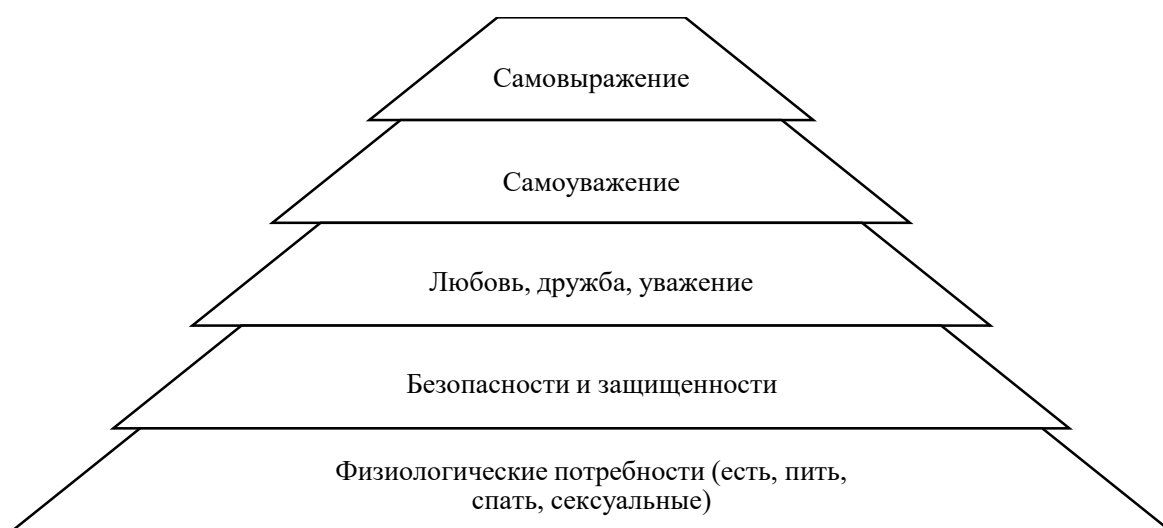 Самовыражение
Самоуважение
Любовь, дружба, уважение
Безопасности и защищенности
Физиологические потребности (есть, пить,
спать, сексуальные)